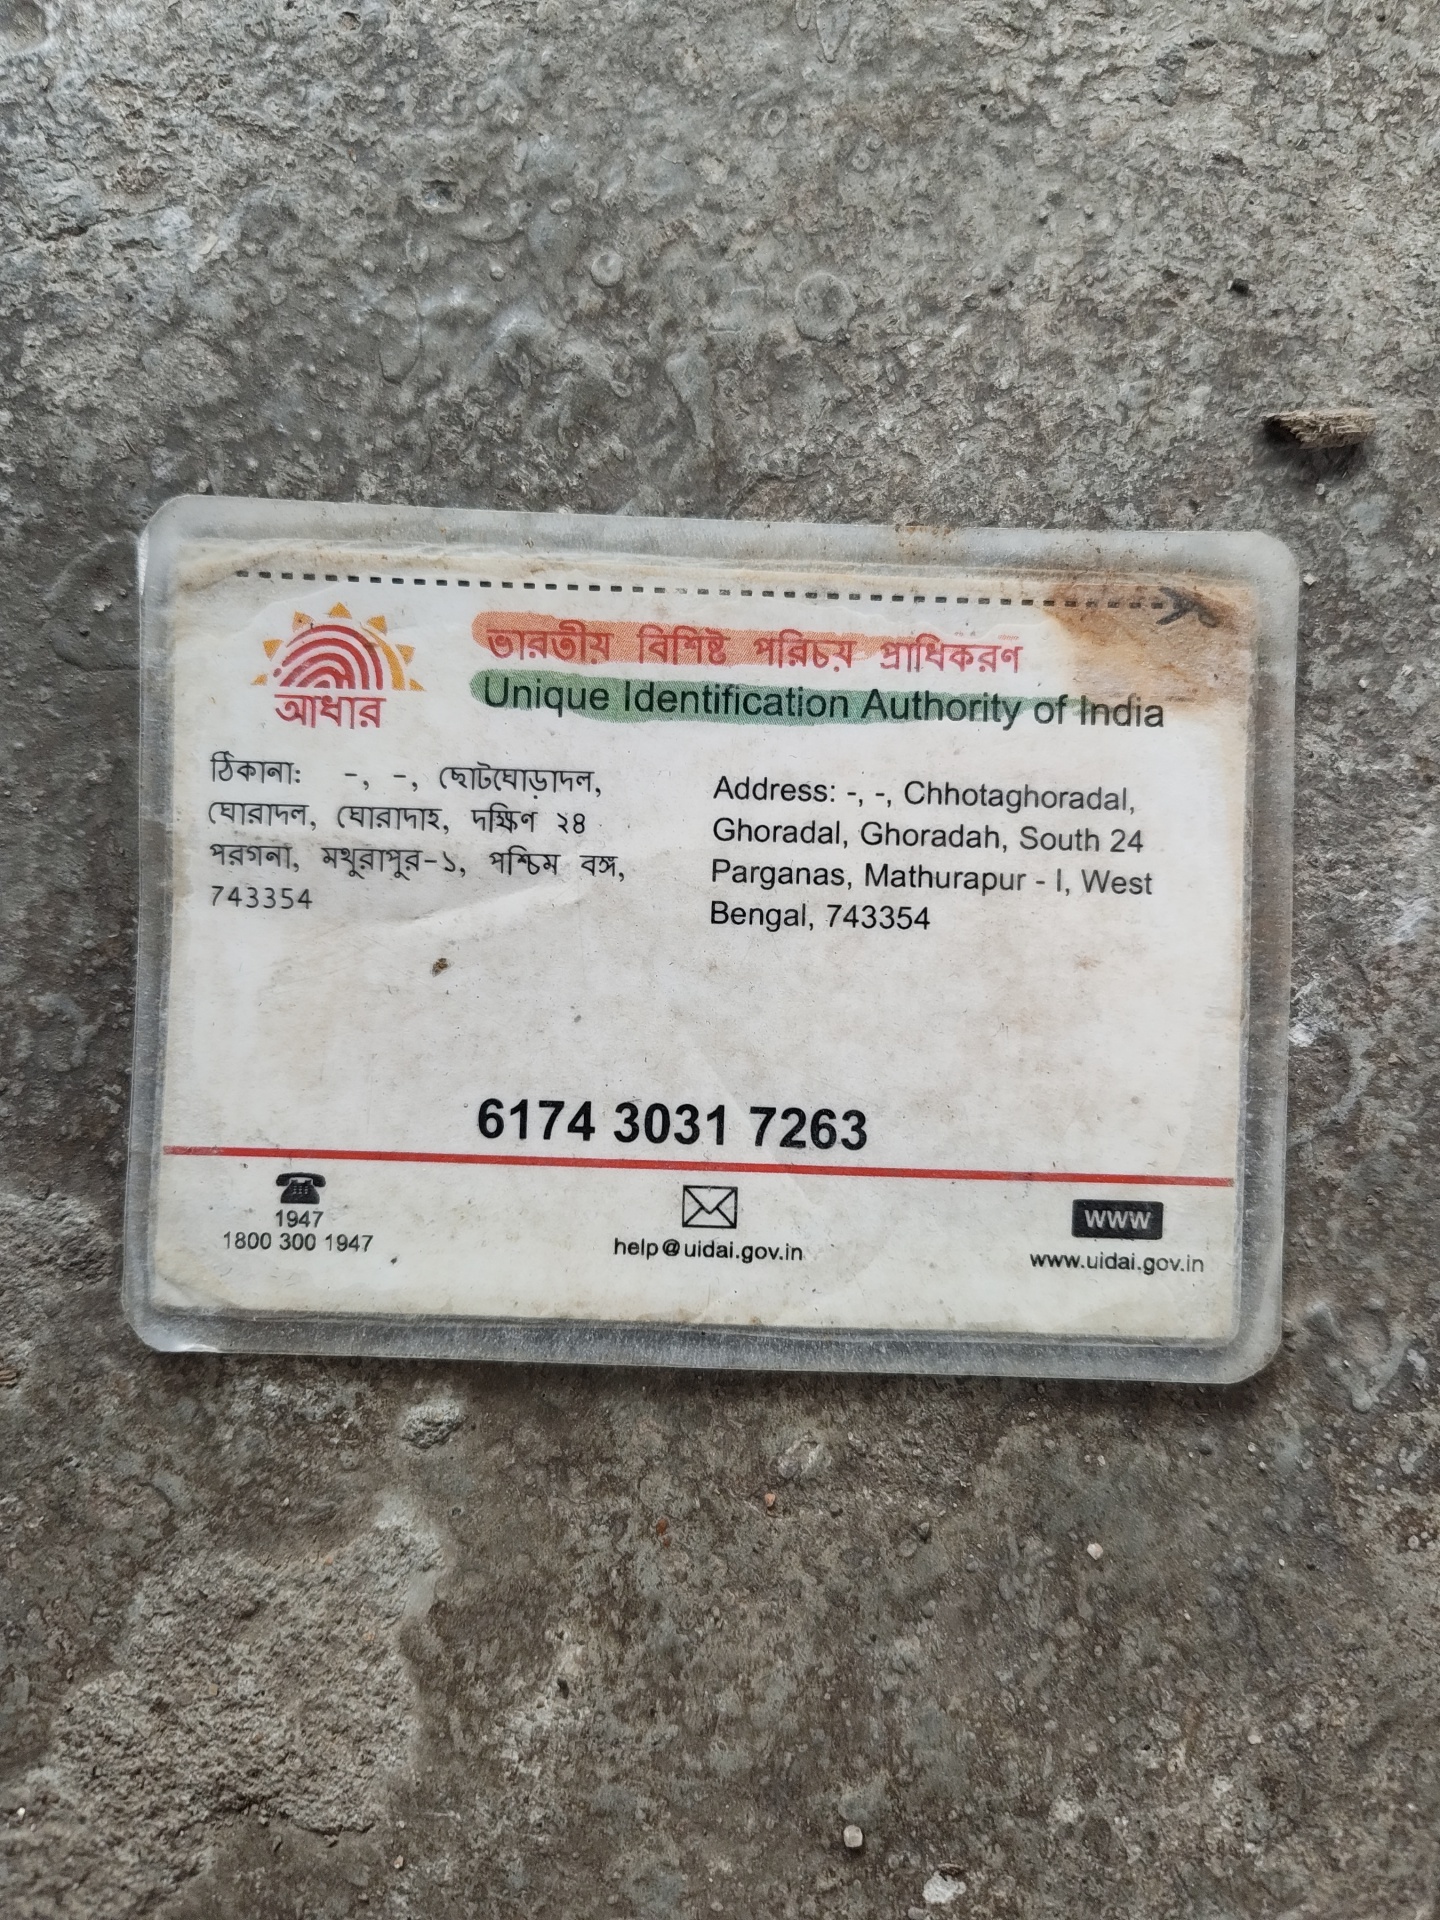 ভারতীয় বিশিষ্ট পরিচয় প্রাধিকরণ
Unique Identification Authority of India
আধার
ঠিকানা: -, -, ছোটঘোড়াদল,
ঘোরাদল, ঘোরাদাহ, দক্ষিণ ২৪
পরগনা, মথুরাপুর-১, পশ্চিম বঙ্গ,
743354
Address: -, -, Chhotaghoradal,
Ghoradal, Ghoradah, South 24
Parganas, Mathurapur - I, West
Bengal, 743354
6174 3031 7263
1947
1800 300 1947
help@uidai.gov.in
www
www.uidai.gov.in